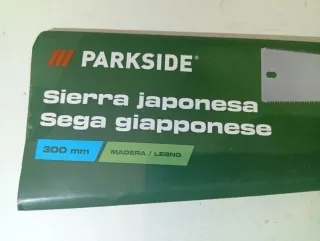 PARKSIDE®
Sierra japonesa
Sega giapponese
300 mm MADERA / LEGNO